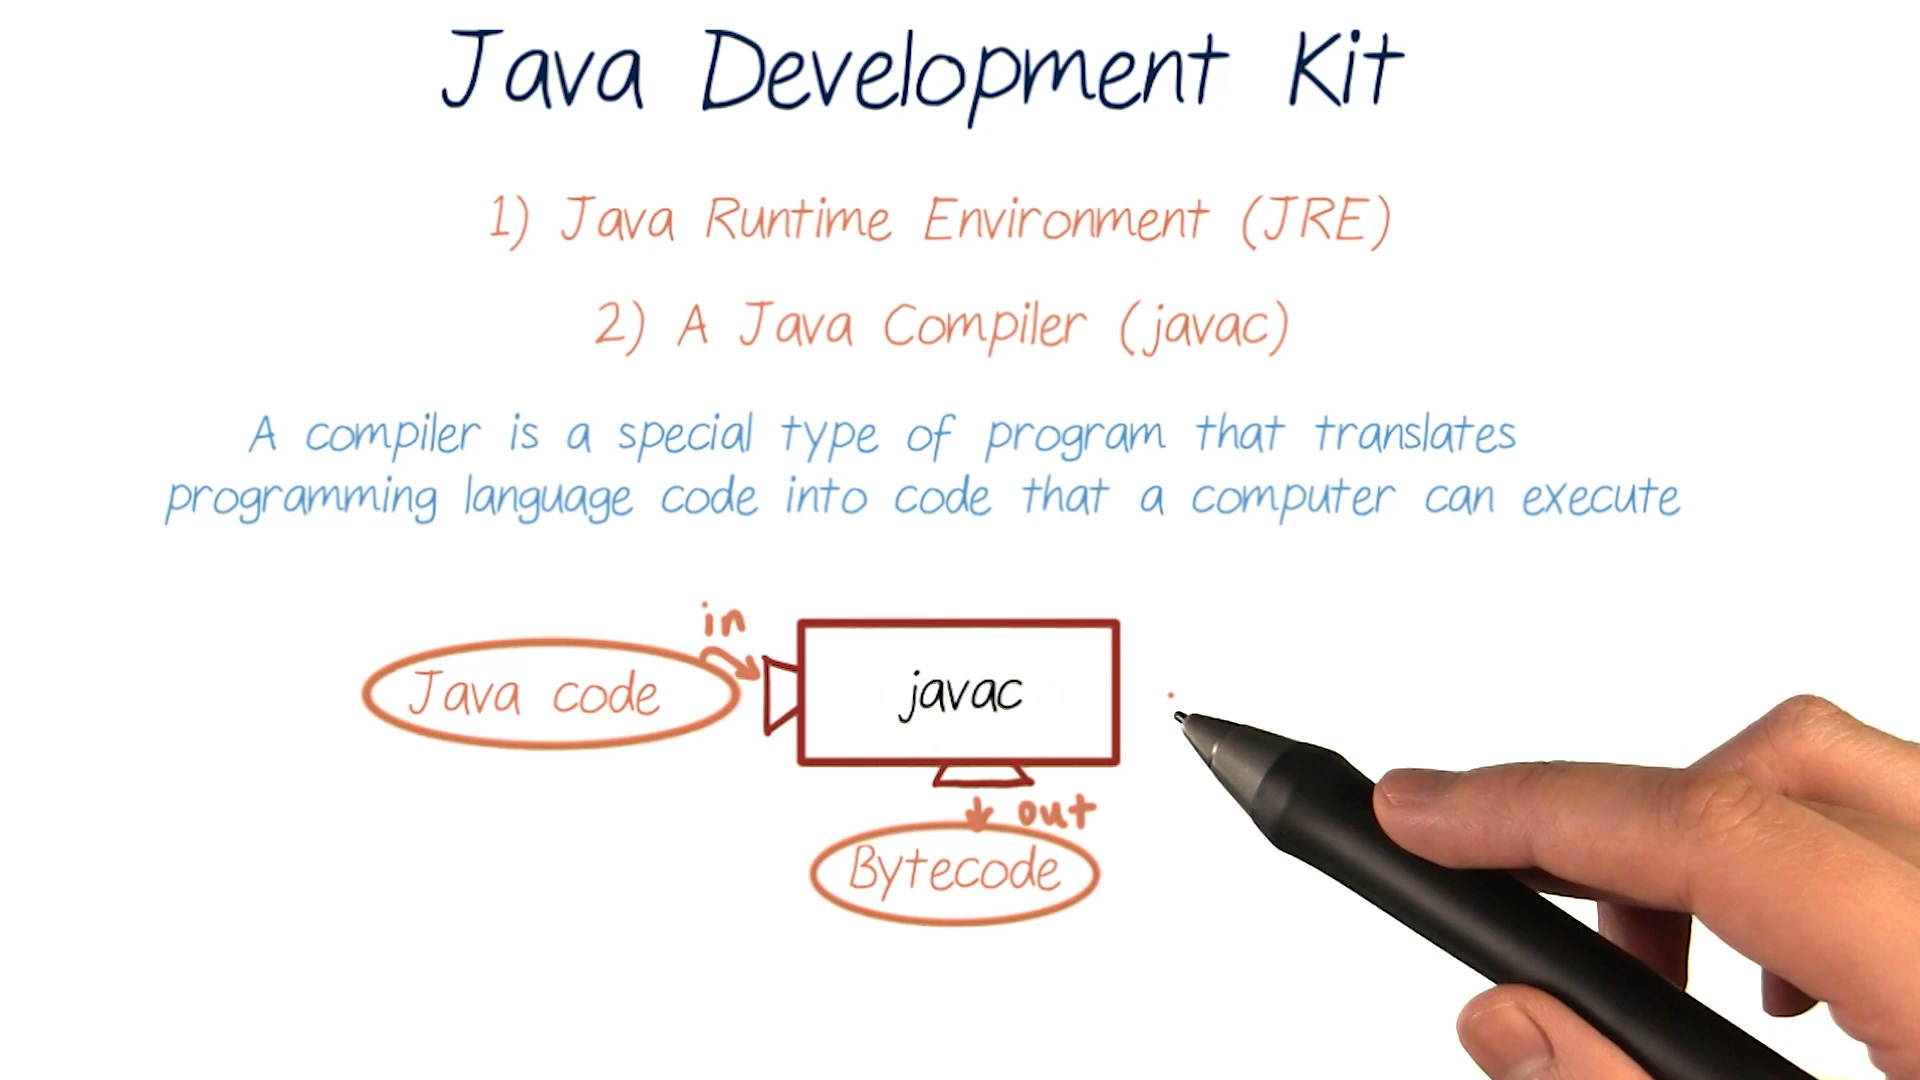 Java Development Kit
1) Java Runtime Environment (JRE)
2) A Java Compiler (javac)
A compiler is a special type of program that translates
programming language code into code that a computer can execute
in
Java code
javac
out
Bytecode